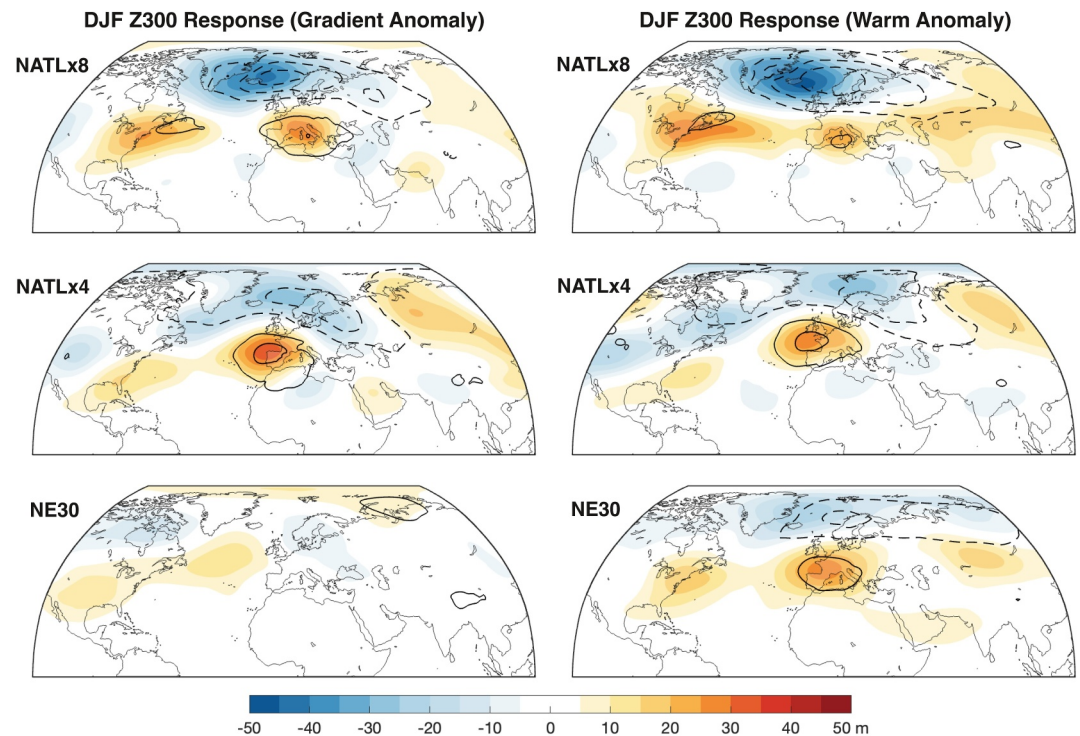 DJF Z300 Response (Gradient Anomaly)
DJF Z300 Response (Warm Anomaly)
NATLx8
NATLx8
NATLx4
NATLx4
NE30
NE30
-50 -40 -30 -20 -10 0 10 20 30 40 50 m